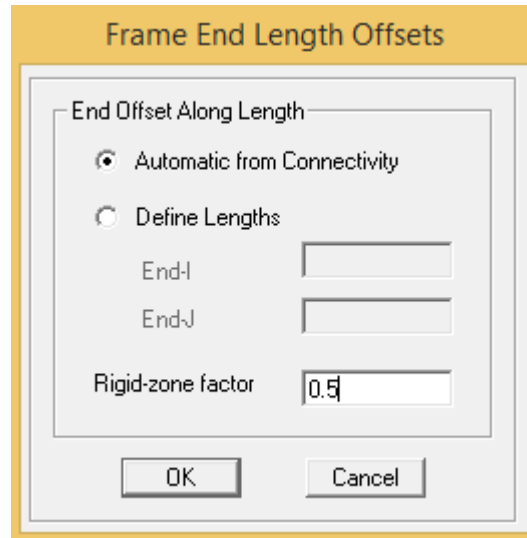 Frame End Length Offsets
End Offset Along Length
Automatic from Connectivity
Define Lengths
End-I
End-J
Rigid-zone factor 0.5
OK Cancel